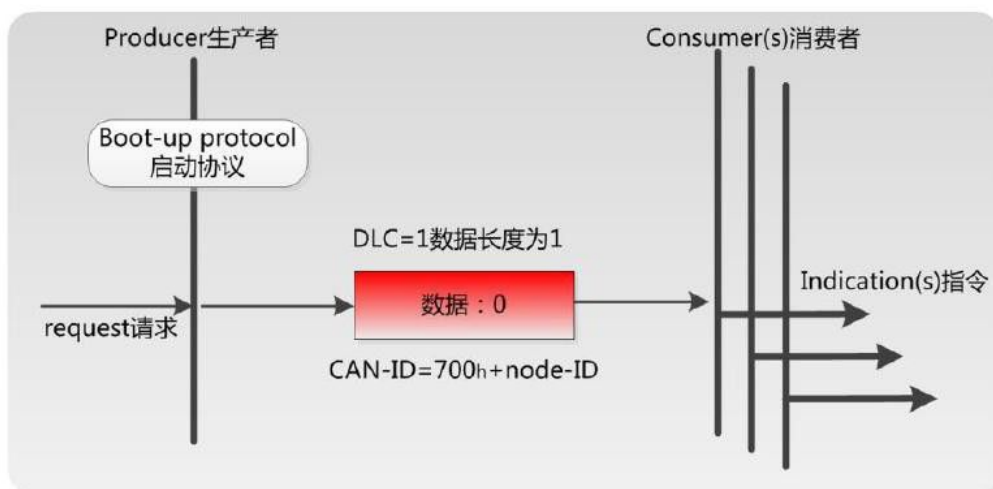 Producer生产者
Consumer(s)消费者
Boot-up protocol
启动协议
DLC=1数据长度为1
数据：0
CAN-ID=700h+node-ID
request请求
Indication(s)指令